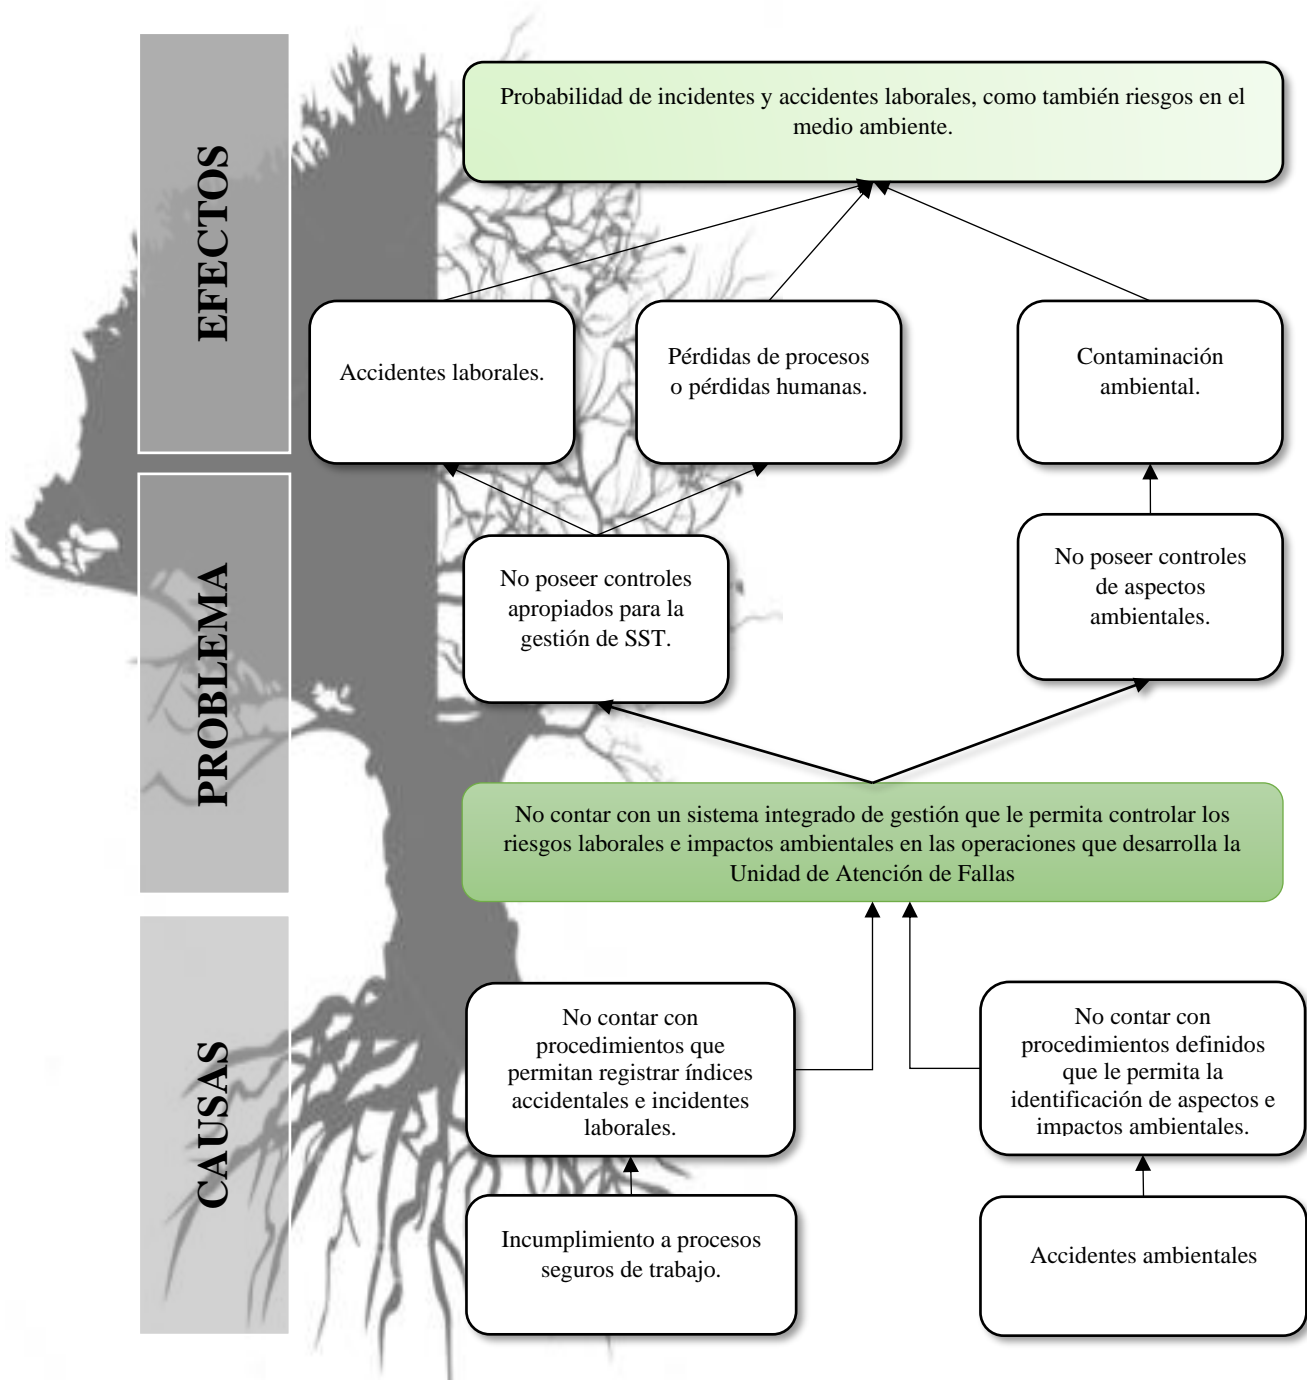 EFECTOS
Probabilidad de incidentes y accidentes laborales, como también riesgos en el
medio ambiente.
Accidentes laborales.
Pérdidas de procesos
o pérdidas humanas.
Contaminación
ambiental.
PROBLEMA
No poseer controles
apropiados para la
gestión de SST.
No poseer controles
de aspectos
ambientales.
No contar con un sistema integrado de gestión que le permita controlar los
riesgos laborales e impactos ambientales en las operaciones que desarrolla la
Unidad de Atención de Fallas
CAUSAS
No contar con
procedimientos que
permitan registrar índices
accidentales e incidentes
laborales.
No contar con
procedimientos definidos
que le permita la
identificación de aspectos e
impactos ambientales.
Incumplimiento a procesos
seguros de trabajo.
Accidentes ambientales